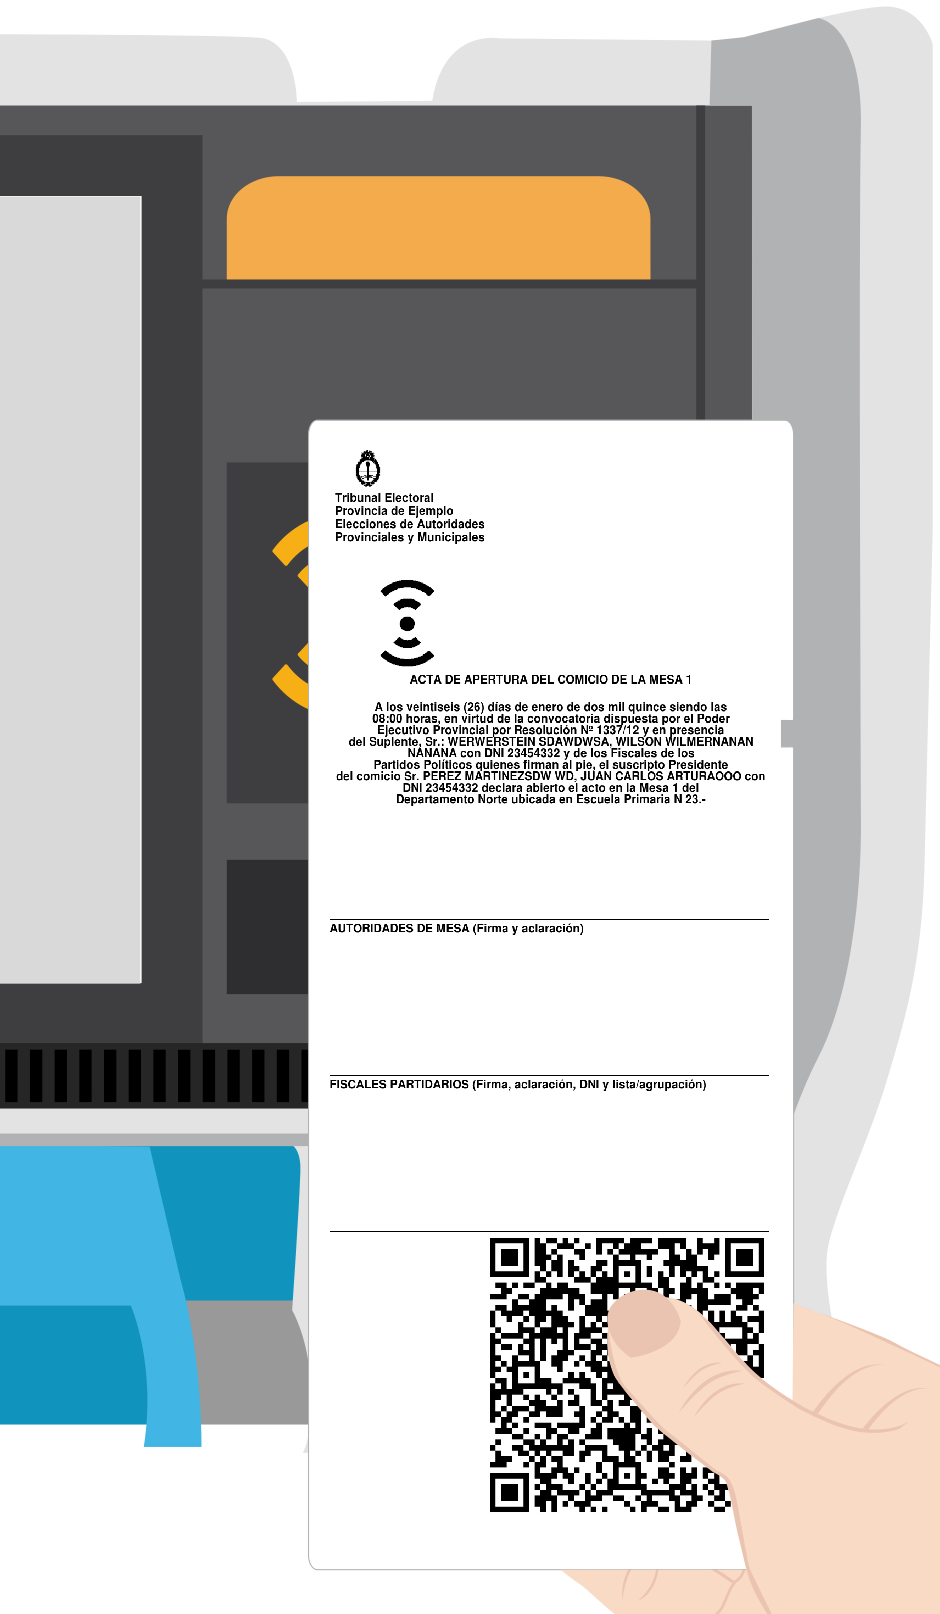 Tribunal Electoral
Provincia de Ejemplo
Elecciones de Autoridades
Provinciales y Municipales
ACTA DE APERTURA DEL COMICIO DE LA MESA 1
A los veintiseis (26) días de enero de dos mil quince siendo las
08:00 horas, en virtud de la convocatoria dispuesta por el Poder
Ejecutivo Provincial por Resolución Nº 1337/12 y en presencia
del Suplente, Sr.: WERWERSTEIN SDAWDWSA, WILSON WILMERNANAN
NANANA con DNI 23454332 y de los Fiscales de los
Partidos Políticos quienes firman al pie, el suscripto Presidente
del comicio Sr. PEREZ MARTINEZSDW WD, JUAN CARLOS ARTURAOOO con
DNI 23454332 declara abierto el acto en la Mesa 1 del
Departamento Norte ubicada en Escuela Primaria N 23.-
AUTORIDADES DE MESA (Firma y aclaración)
FISCALES PARTIDARIOS (Firma, aclaración, DNI y lista/agrupación)